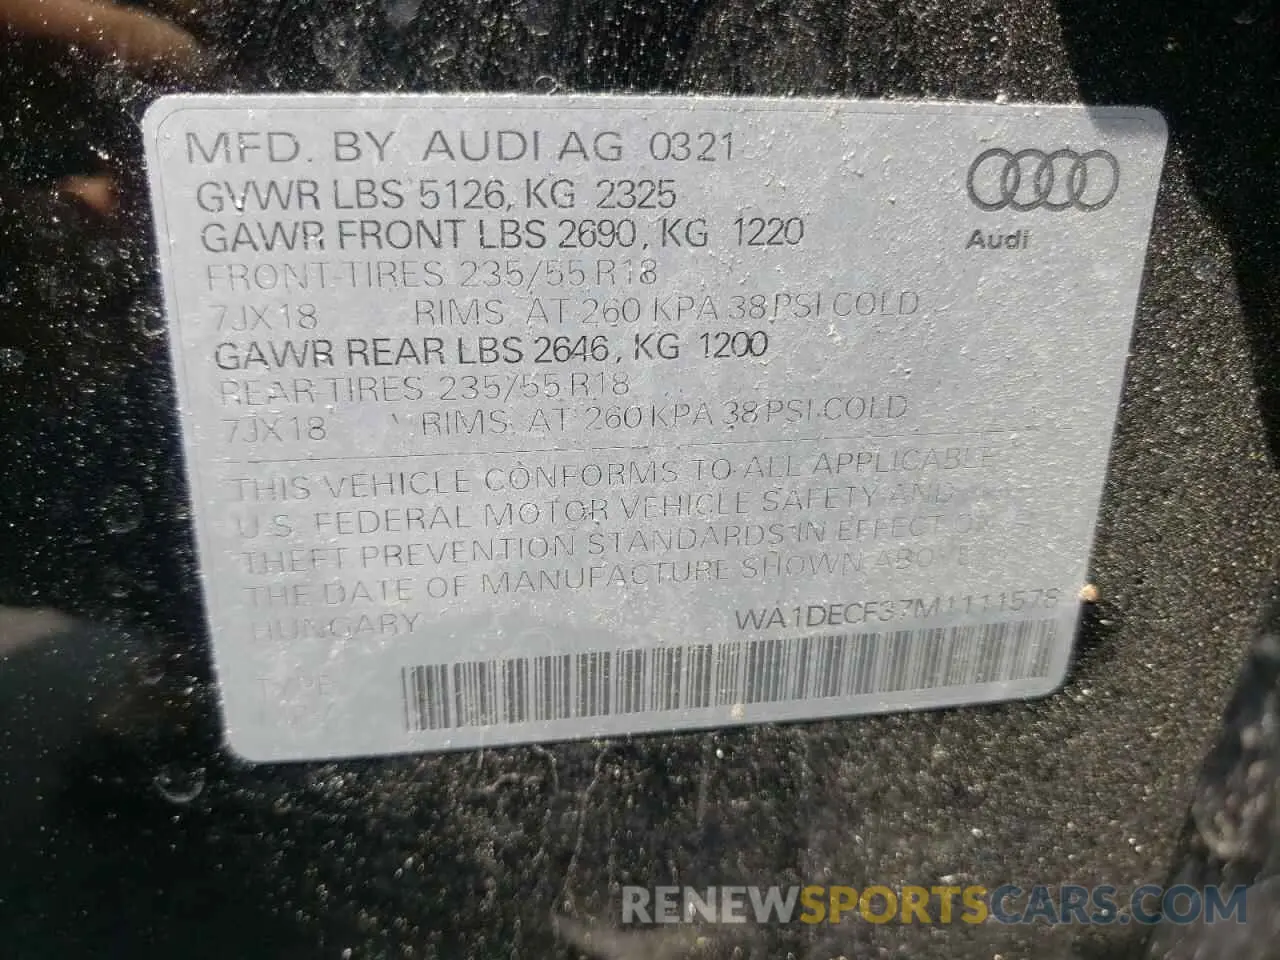 MFD. BY AUDI AG 0321
GVWR LBS 5126, KG 2325
GAWR FRONT LBS 2690, KG 1220
Audi
FRONT-TIRES 235/55 R18
7JX18 RIMS, AT 260 KPA 38 PSI COLD
GAWR REAR LBS 2646, KG 1200
REAR-TIRES 235/55 R18
7JX18 RIMS, AT 260 KPA 38 PSI COLD
THIS VEHICLE CONFORMS TO ALL APPLICABLE
U.S. FEDERAL MOTOR VEHICLE SAFETY AND
THEFT PREVENTION STANDARDS IN EFFECT ON
THE DATE OF MANUFACTURE SHOWN ABOVE
HUNGARY WA1DECF37M1111578
TYPE
RENEWSPORTSCARS.COM